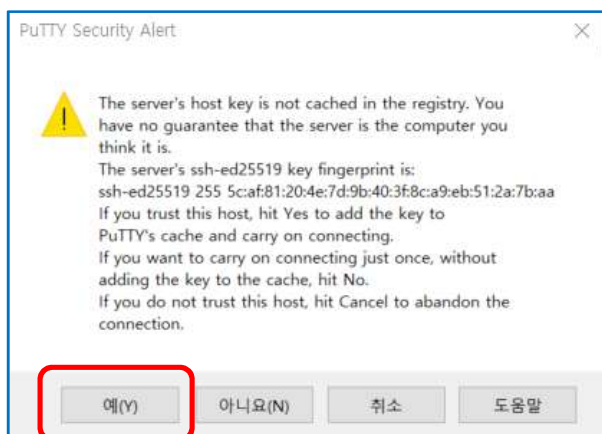 PuTTY Security Alert
The server's host key is not cached in the registry. You
have no guarantee that the server is the computer you
think it is.
The server's ssh-ed25519 key fingerprint is:
ssh-ed25519 255 5c:af:81:20:4e:7d:9b:40:3f:8c:a9:eb:51:2a:7b:aa
If you trust this host, hit Yes to add the key to
PuTTY's cache and carry on connecting.
If you want to carry on connecting just once, without
adding the key to the cache, hit No.
If you do not trust this host, hit Cancel to abandon the
connection.
예(Y) 아니요(N) 취소 도움말